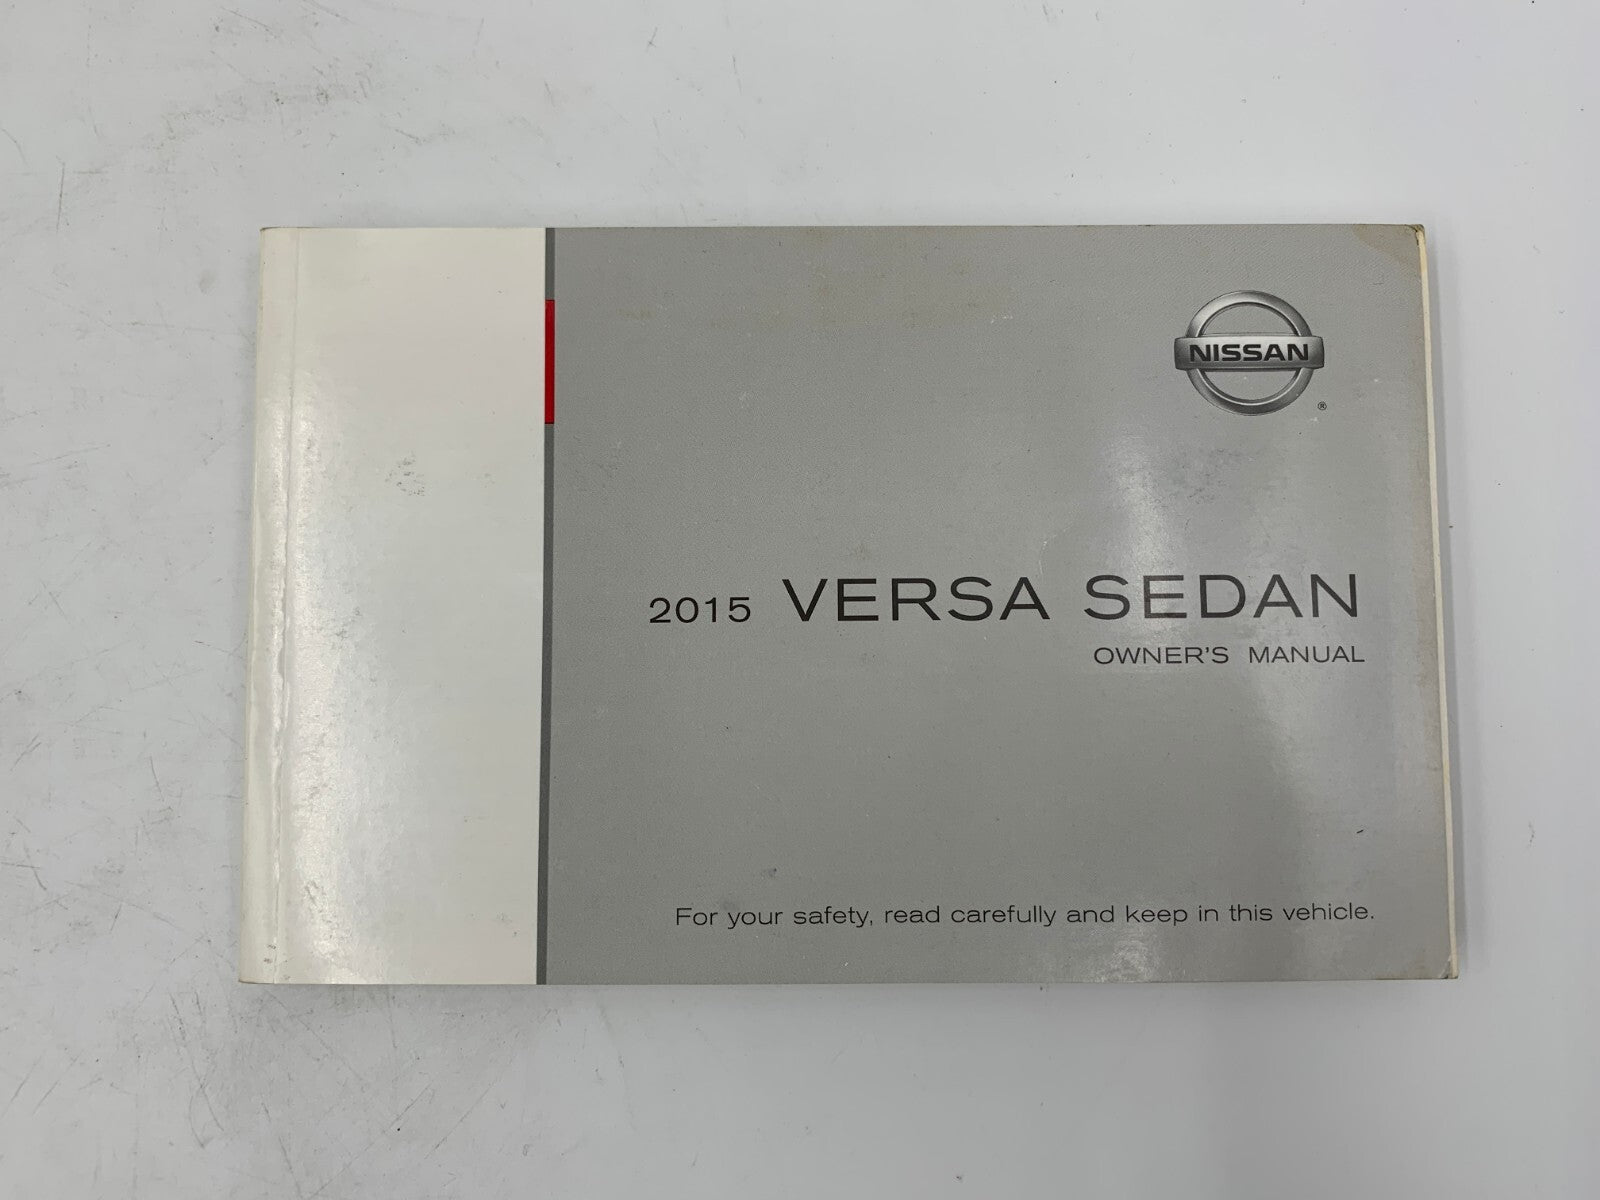 NISSAN
®
2015 VERSA SEDAN
OWNER'S MANUAL
For your safety, read carefully and keep in this vehicle.